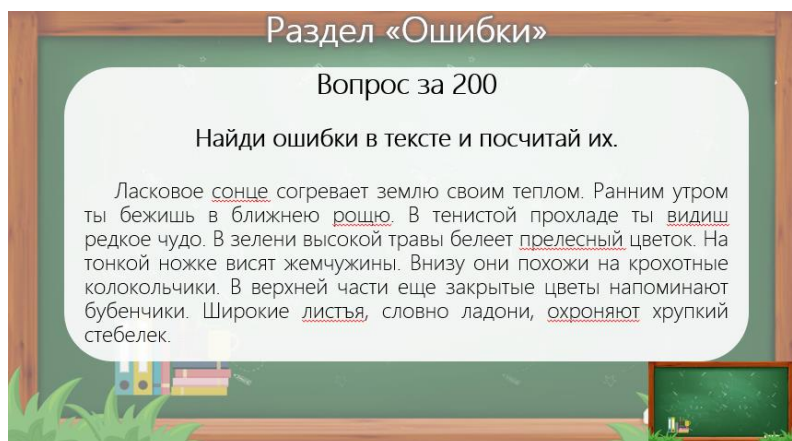 Раздел «Ошибки»
Вопрос за 200
Найди ошибки в тексте и посчитай их.
Ласковое сонце согревает землю своим теплом. Ранним утром
ты бежишь в ближнею рощю. В тенистой прохладе ты видиш
редкое чудо. В зелени высокой травы белеет прелесный цветок. На
тонкой ножке висят жемчужины. Внизу они похожи на крохотные
колокольчики. В верхней части еще закрытые цветы напоминают
бубенчики. Широкие листъя, словно ладони, охроняют хрупкий
стебелек.